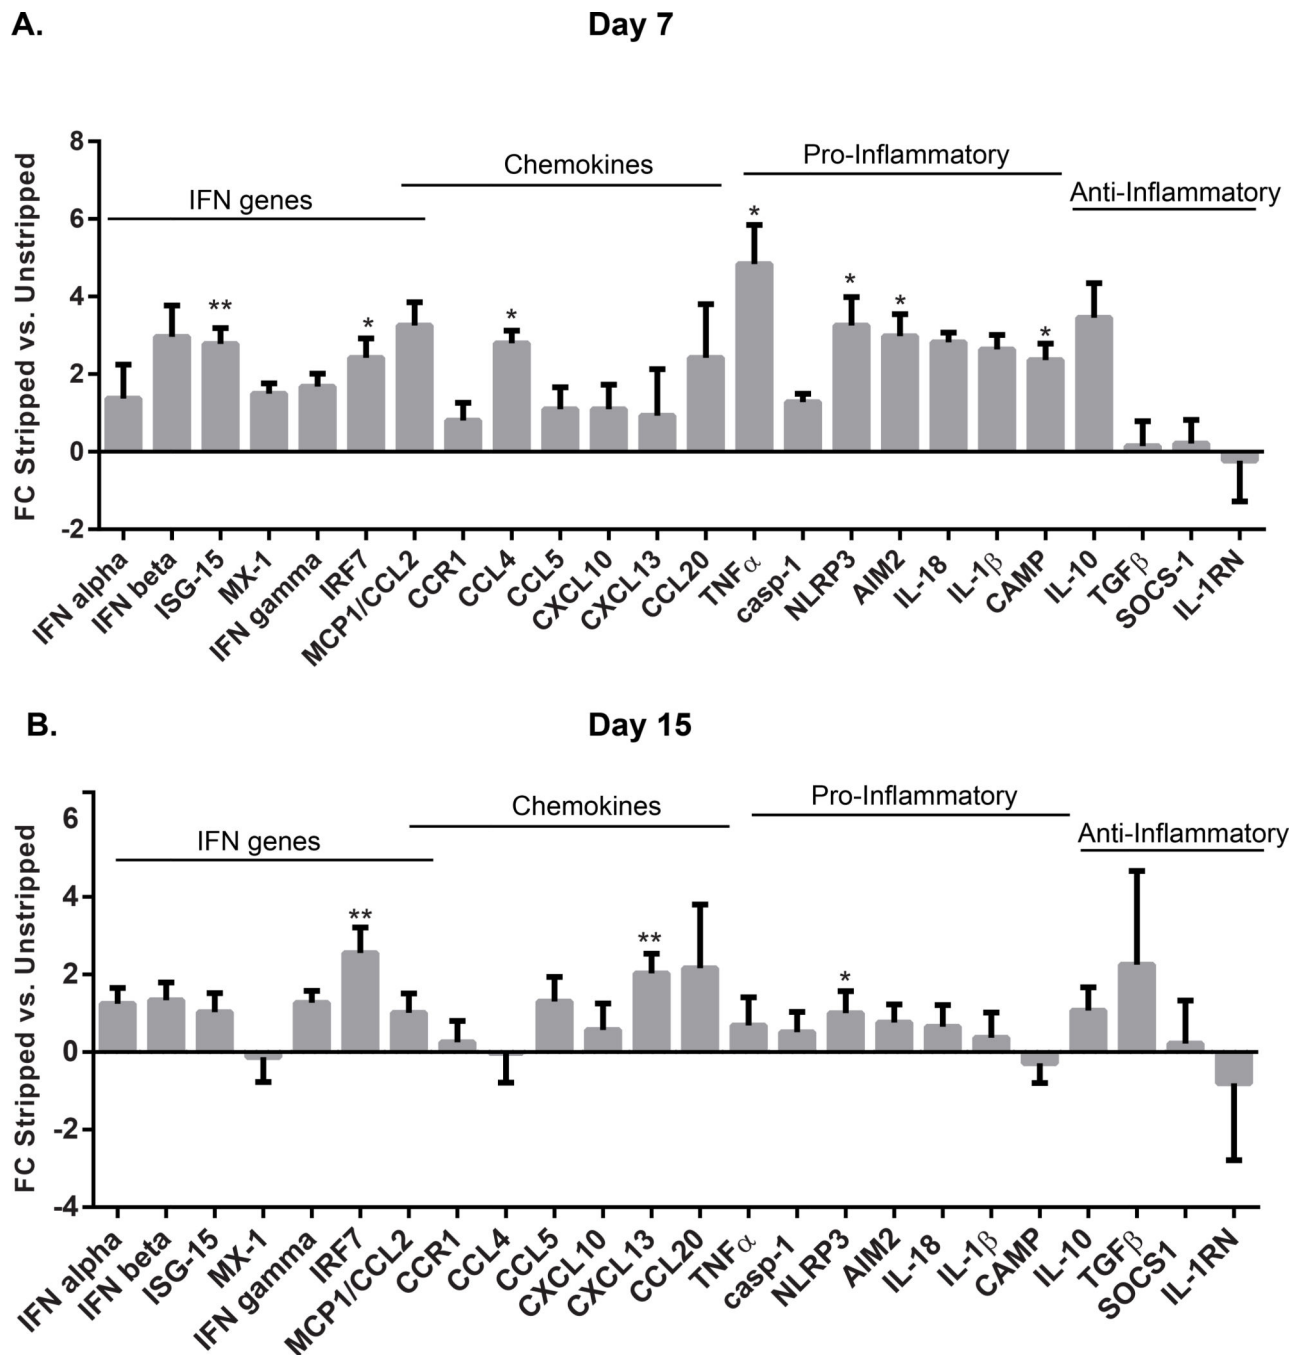 A.
Day 7
FC Stripped vs. Unstripped
8
6
4
2
0
-2
IFN genes
Chemokines
Pro-Inflammatory
Anti-Inflammatory
**
*
*
*
*
*
*
IFN alpha
IFN beta
ISG-15
MX-1
IFN gamma
IRF7
MCP1/CCL2
CCR1
CCL4
CCL5
CXCL10
CXCL13
CCL20
TNFα
casp-1
NLRP3
AIM2
IL-18
IL-1β
CAMP
IL-10
TGFβ
SOCS-1
IL-1RN
B.
Day 15
FC Stripped vs. Unstripped
6
4
2
0
-2
-4
IFN genes
Chemokines
Pro-Inflammatory
Anti-Inflammatory
**
**
*
IFN alpha
IFN beta
ISG-15
MX-1
IFN gamma
IRF7
MCP1/CCL2
CCR1
CCL4
CCL5
CXCL10
CXCL13
CCL20
TNFα
casp-1
NLRP3
AIM2
IL-18
IL-1β
CAMP
IL-10
TGFβ
SOCS1
IL-1RN